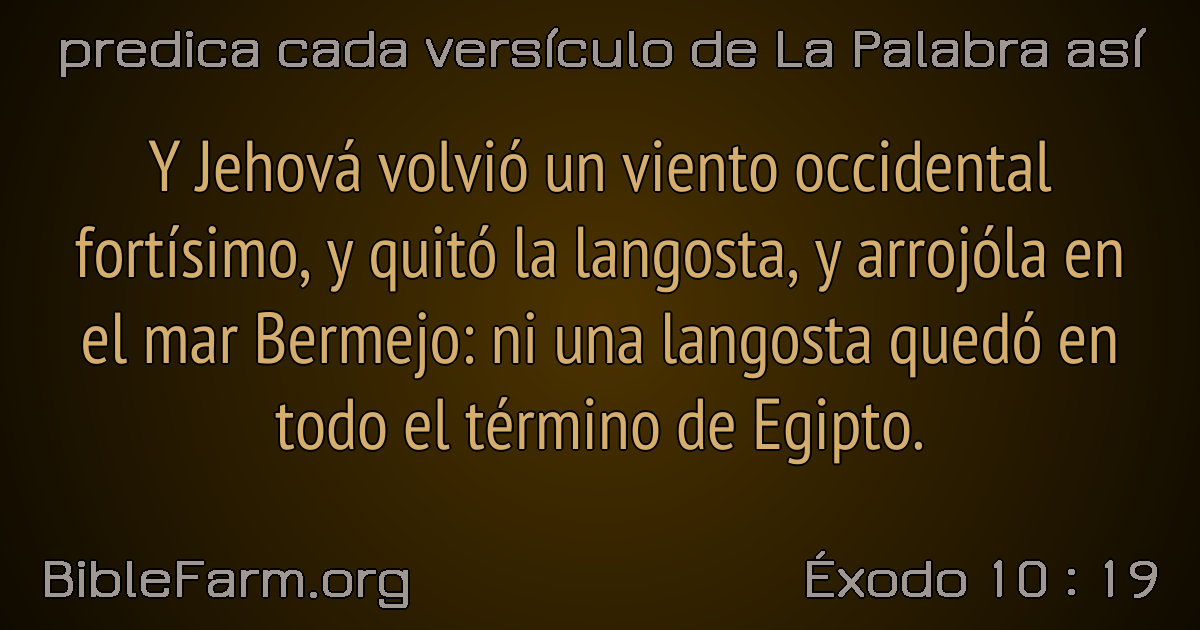 predica cada versículo de La Palabra así
Y Jehová volvió un viento occidental
fortísimo, y quitó la langosta, y arrojóla en
el mar Bermejo: ni una langosta quedó en
todo el término de Egipto.
BibleFarm.org
Éxodo 10 : 19